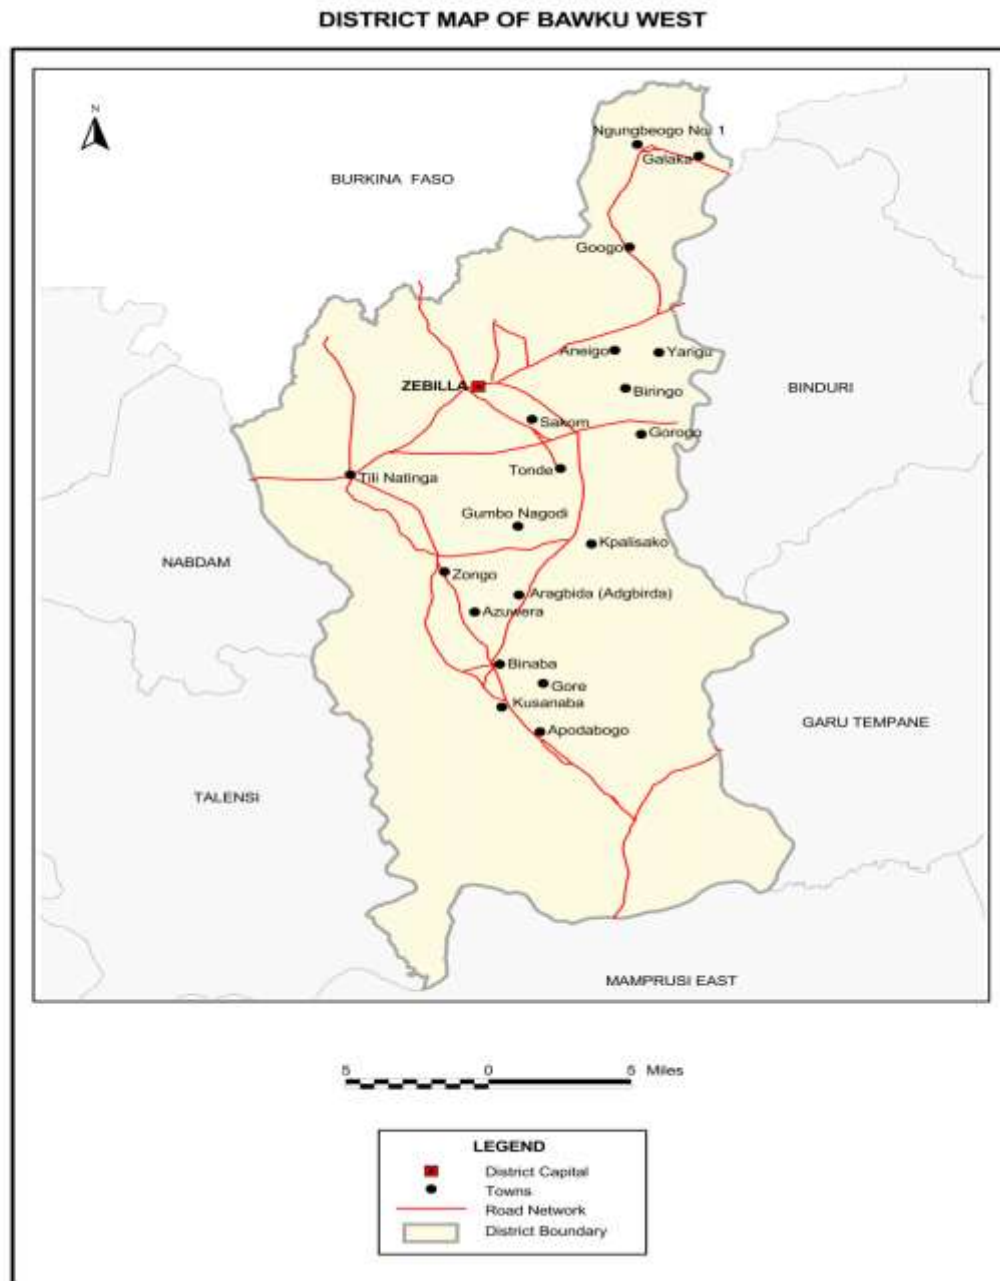 DISTRICT MAP OF BAWKU WEST
N
Ngungbeogo No. 1
Galaka
BURKINA FASO
Googo
Aneigo
Yarigu
ZEBILLA
Biringo
BINDURI
Sakom
Gorogo
Tonde
Tili Natinga
Gumbo Nagodi
Kpalisako
NABDAM
Zongo
Aragbida (Adgbirda)
Azuwera
Binaba
Gore
Kusanaba
GARU TEMPANE
Apodabogo
TALENSI
MAMPRUSI EAST
5 0 5 Miles
LEGEND
District Capital
Towns
Road Network
District Boundary